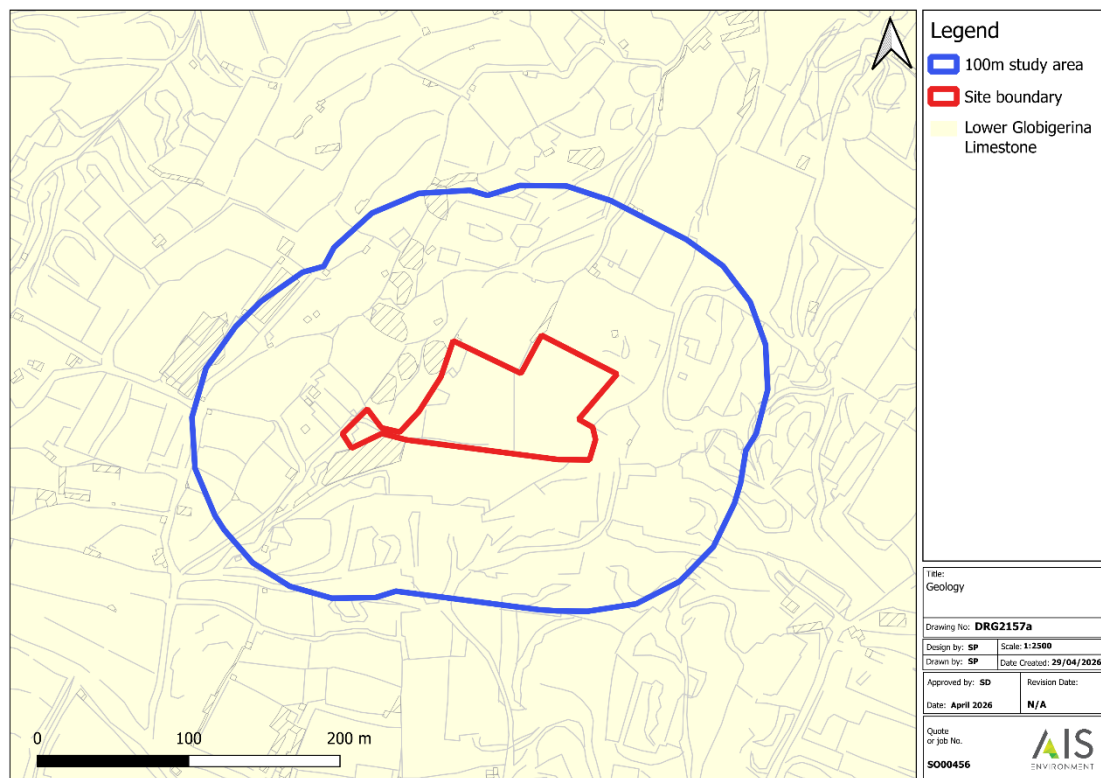 Legend
100m study area
Site boundary
Lower Globigerina
Limestone
0 100 200 m
Title:
Geology
Drawing No: DRG2157a
Design by: SP Scale: 1:2500
Drawn by: SP Date Created: 29/04/2026
Approved by: SD Revision Date:
Date: April 2026 N/A
Quote
or job No.
SO00456
AIS
ENVIRONMENT